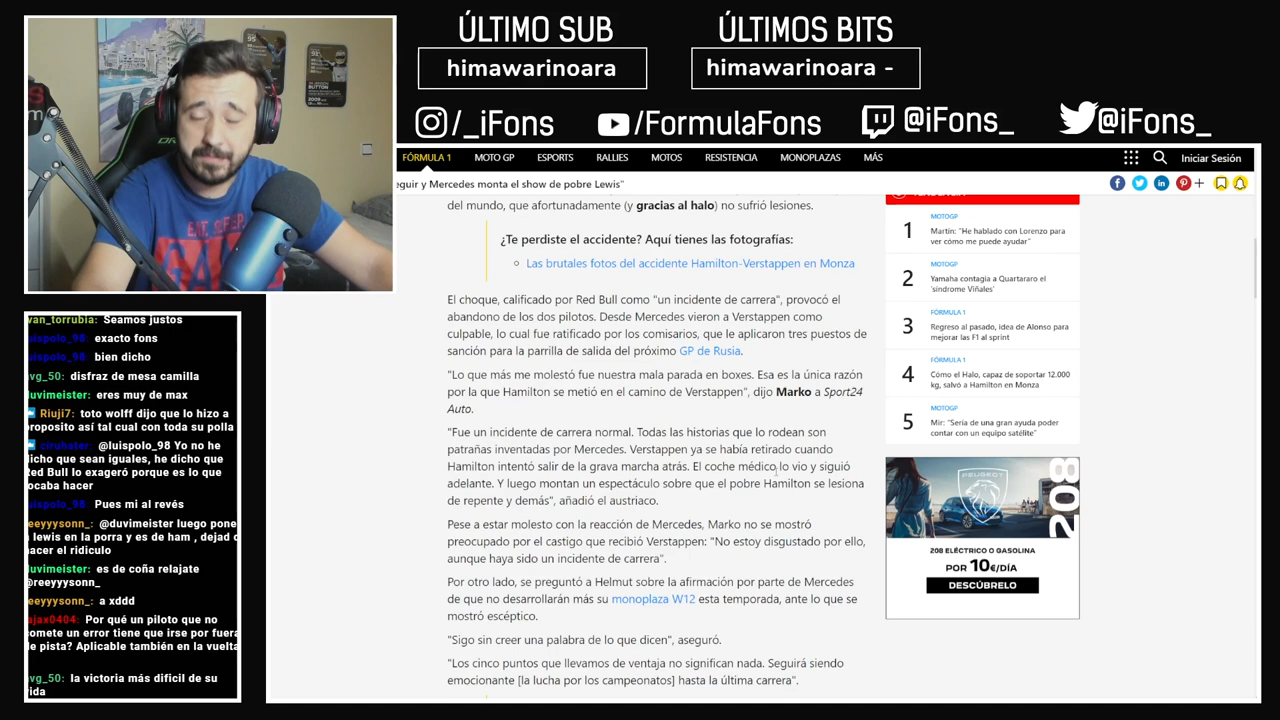 ÚLTIMO SUB
himawarinoara
ÚLTIMOS BITS
himawarinoara -
/_iFons
/FormulaFons
@iFons_
@iFons_
FÓRMULA 1
MOTO GP
ESPORTS
RALLIES
MOTOS
RESISTENCIA
MONOPLAZAS
MÁS
Iniciar Sesión
eguir y Mercedes monta el show de pobre Lewis"
del mundo, que afortunadamente (y gracias al halo) no sufrió lesiones.
¿Te perdiste el accidente? Aquí tienes las fotografías:
Las brutales fotos del accidente Hamilton-Verstappen en Monza
El choque, calificado por Red Bull como "un incidente de carrera", provocó el
abandono de los dos pilotos. Desde Mercedes vieron a Verstappen como
culpable, lo cual fue ratificado por los comisarios, que le aplicaron tres puestos de
sanción para la parrilla de salida del próximo GP de Rusia.
"Lo que más me molestó fue nuestra mala parada en boxes. Esa es la única razón
por la que Hamilton se metió en el camino de Verstappen", dijo Marko a Sport24
Auto.
"Fue un incidente de carrera normal. Todas las historias que lo rodean son
patrañas inventadas por Mercedes. Verstappen ya se había retirado cuando
Hamilton intentó salir de la grava marcha atrás. El coche médico lo vio y siguió
adelante. Y luego montan un espectáculo sobre que el pobre Hamilton se lesiona
de repente y demás", añadió el austriaco.
Pese a estar molesto con la reacción de Mercedes, Marko no se mostró
preocupado por el castigo que recibió Verstappen: "No estoy disgustado por ello,
aunque haya sido un incidente de carrera".
Por otro lado, se preguntó a Helmut sobre la afirmación por parte de Mercedes
de que no desarrollarán más su monoplaza W12 esta temporada, ante lo que se
mostró escéptico.
"Sigo sin creer una palabra de lo que dicen", aseguró.
"Los cinco puntos que llevamos de ventaja no significan nada. Seguirá siendo
emocionante [la lucha por los campeonatos] hasta la última carrera".
1
MOTOGP
Martín: "He hablado con Lorenzo para
ver cómo me puede ayudar"
2
MOTOGP
Yamaha contagia a Quartararo el
'síndrome Viñales'
3
FÓRMULA 1
Regreso al pasado, idea de Alonso para
mejorar las F1 al sprint
4
FÓRMULA 1
Cómo el Halo, capaz de soportar 12.000
kg, salvó a Hamilton en Monza
5
MOTOGP
Mir: "Sería de una gran ayuda poder
contar con un equipo satélite"
208
208 ELÉCTRICO O GASOLINA
POR 10€/DÍA
DESCÚBRELO
van_torrubia: Seamos justos
luispolo_98: exacto fons
luispolo_98: bien dicho
avg_50: disfraz de mesa camilla
duvimeister: eres muy de max
Riuji7: toto wolff dijo que lo hizo a
proposito así tal cual con toda su polla
@luispolo_98 Yo no he
dicho que sean iguales, he dicho que
Red Bull lo exageró porque es lo que
tocaba hacer
luispolo_98: Pues mi al revés
reeyyysonn_: @duvimeister luego pone
a lewis en la porra y es de ham , dejad d
hacer el ridiculo
duvimeister: es de coña relajate
@reeyyysonn_
reeyyysonn_: a xddd
ajax0404: Por qué un piloto que no
comete un error tiene que irse por fuera
de pista? Aplicable también en la vuelta
avg_50: la victoria más dificil de su
vida